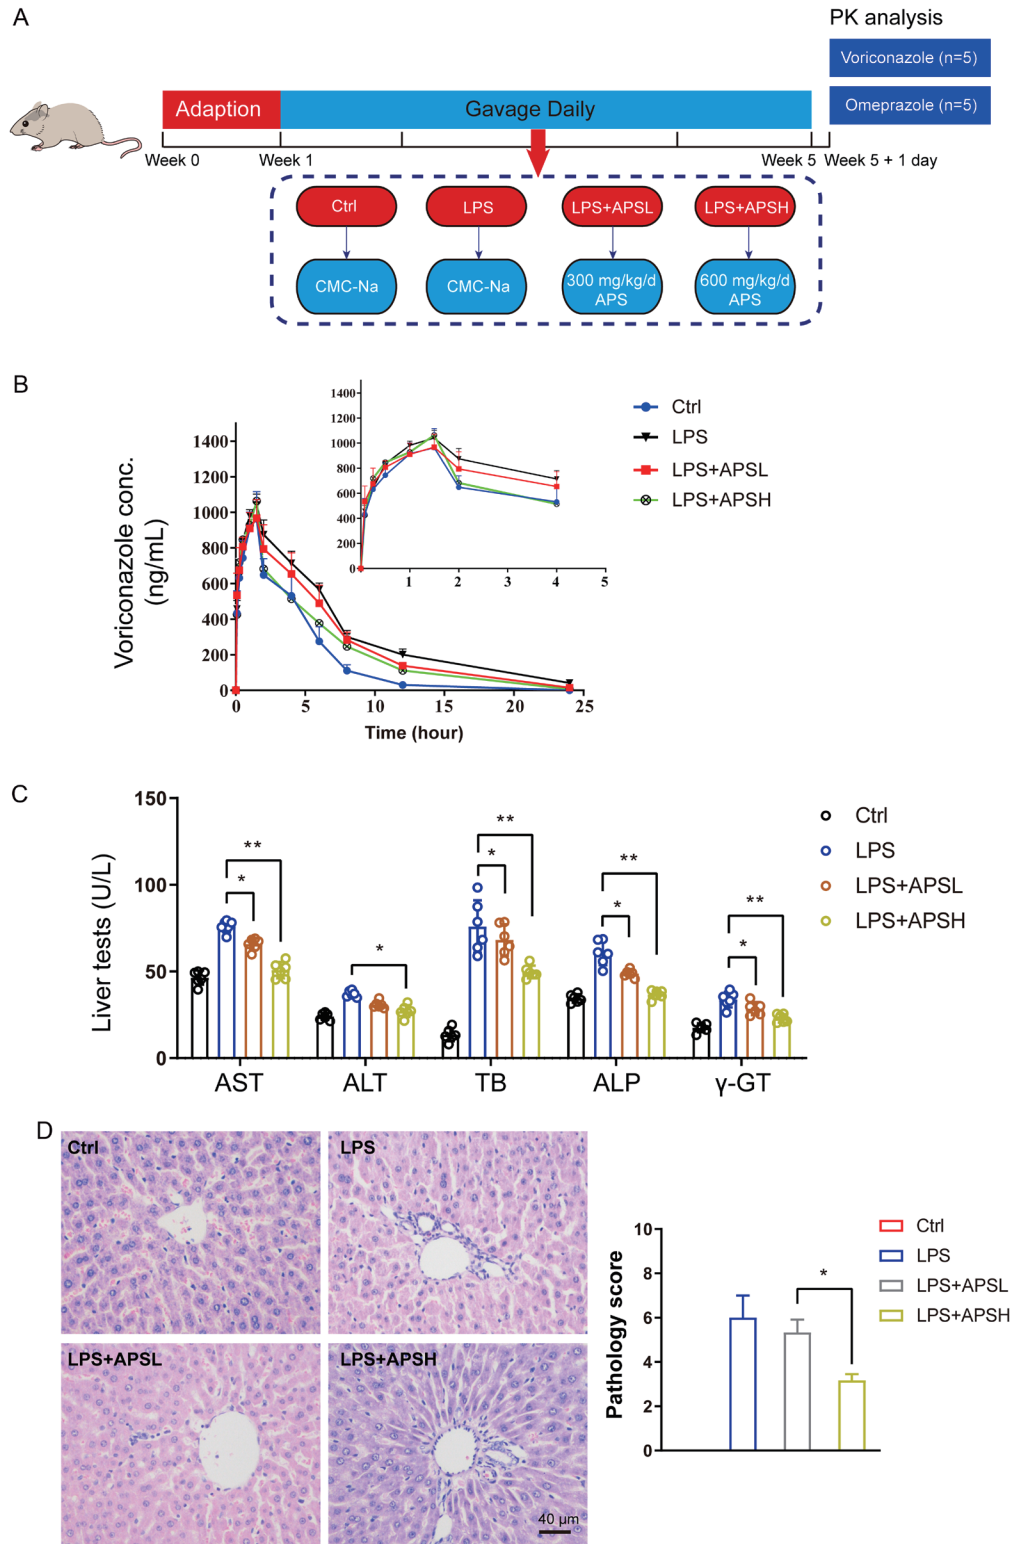 A
PK analysis
Voriconazole (n=5)
Omeprazole (n=5)
Adaption
Gavage Daily
Week 0
Week 1
Week 5
Week 5 + 1 day
Ctrl
LPS
LPS+APSL
LPS+APSH
CMC-Na
CMC-Na
300 mg/kg/d
APS
600 mg/kg/d
APS
B
Voriconazole conc.
(ng/mL)
1400
1200
1000
800
600
400
200
0
0
5
10
15
20
25
Time (hour)
1400
1200
1000
800
600
400
200
0
1
2
3
4
5
Ctrl
LPS
LPS+APSL
LPS+APSH
C
Liver tests (U/L)
150
100
50
0
*
**
*
*
**
*
**
*
**
AST
ALT
TB
ALP
γ-GT
Ctrl
LPS
LPS+APSL
LPS+APSH
D
Ctrl
LPS
LPS+APSL
LPS+APSH
40 μm
Pathology score
10
8
6
4
2
0
*
Ctrl
LPS
LPS+APSL
LPS+APSH